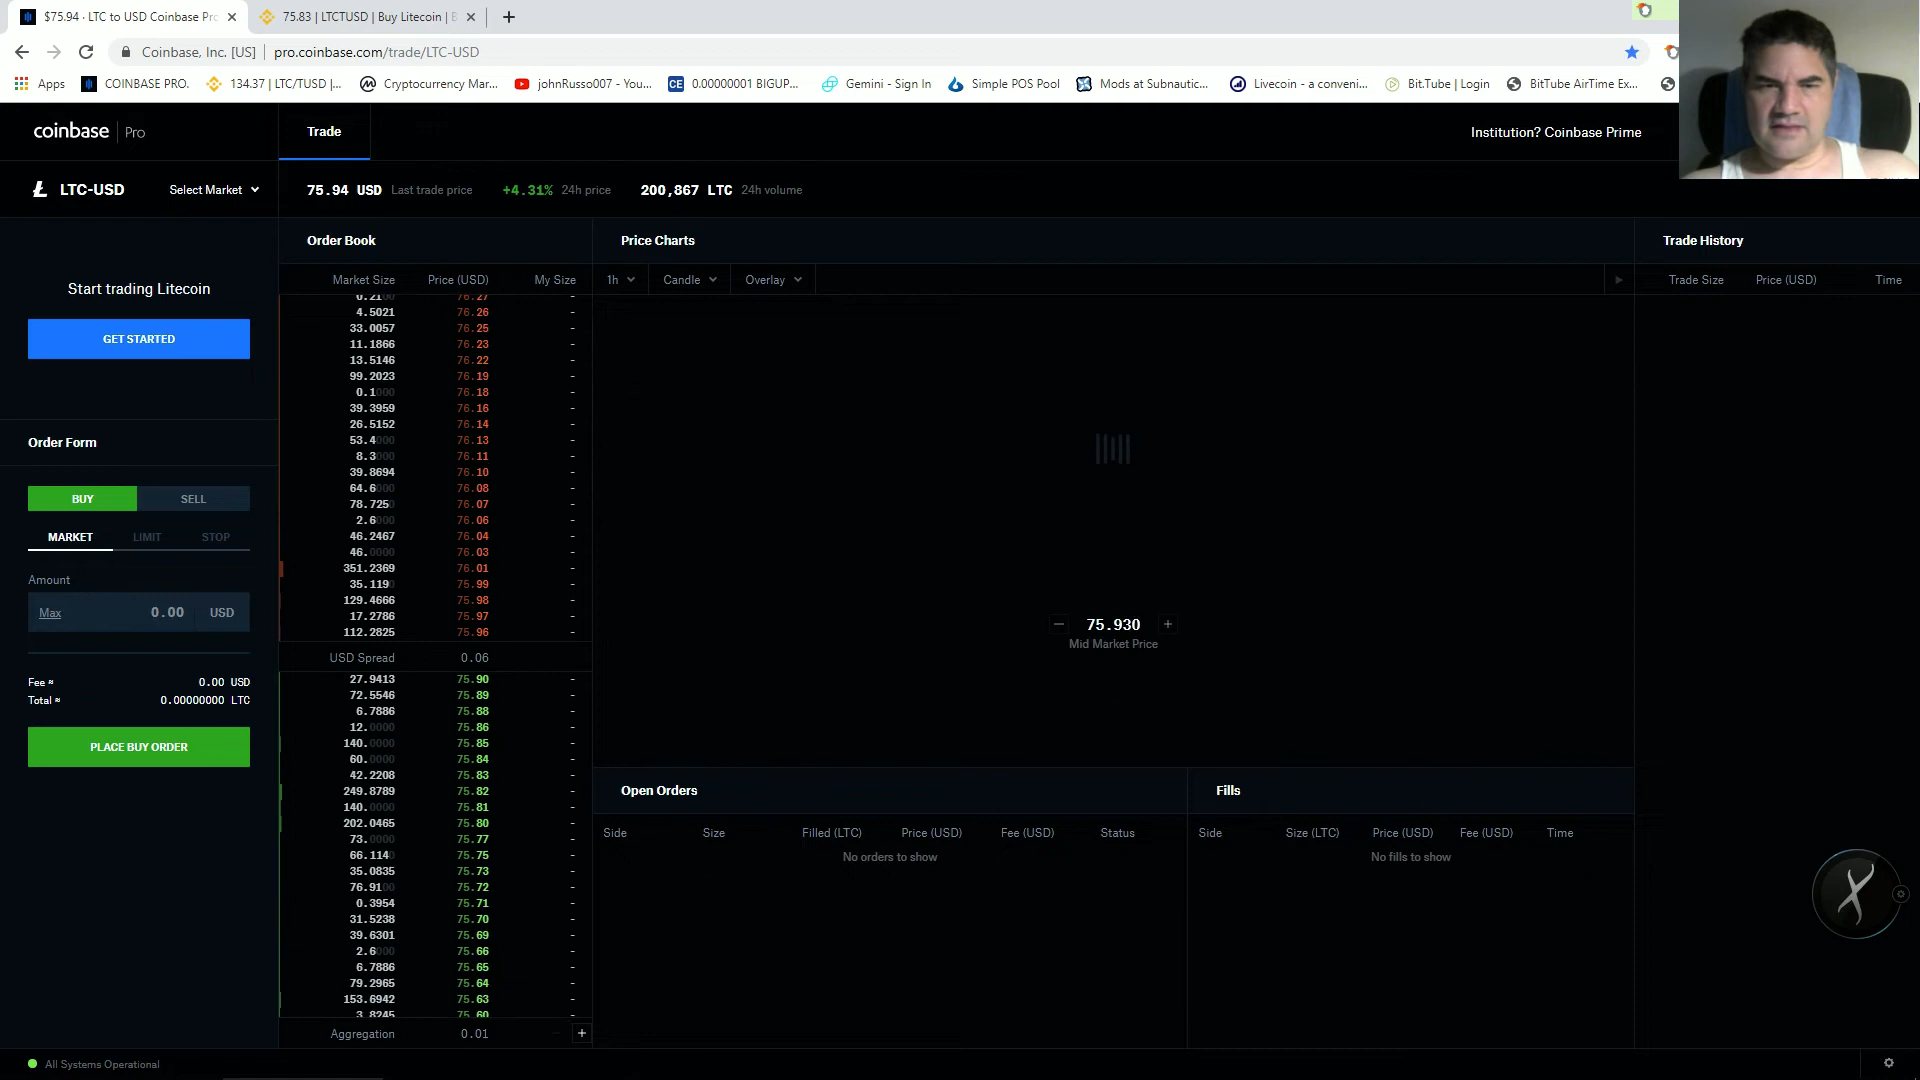 $75.94 · LTC to USD Coinbase Pro
75.83 | LTCTUSD | Buy Litecoin |
Coinbase, Inc. [US] | pro.coinbase.com/trade/LTC-USD
Apps COINBASE PRO. 134.37 | LTC/TUSD |... Cryptocurrency Mar... johnRusso007 - You... CE 0.00000001 BIGUP... Gemini - Sign In Simple POS Pool Mods at Subnautic... Livecoin - a conveni... Bit.Tube | Login BitTube AirTime Ex...
coinbase | Pro
Trade
Institution? Coinbase Prime
LTC-USD Select Market
75.94 USD Last trade price +4.31% 24h price 200,867 LTC 24h volume
Start trading Litecoin
GET STARTED
Order Form
BUY SELL
MARKET LIMIT STOP
Amount
Max 0.00 USD
Fee ≈ 0.00 USD
Total ≈ 0.00000000 LTC
PLACE BUY ORDER
Order Book
Market Size Price (USD) My Size
0.2100 76.27 -
4.5021 76.26 -
33.0057 76.25 -
11.1866 76.23 -
13.5146 76.22 -
99.2023 76.19 -
0.1000 76.18 -
39.3959 76.16 -
26.5152 76.14 -
53.4000 76.13 -
8.3000 76.11 -
39.8694 76.10 -
64.6000 76.08 -
78.7250 76.07 -
2.6000 76.06 -
46.2467 76.04 -
46.0000 76.03 -
351.2369 76.01 -
35.1190 75.99 -
129.4666 75.98 -
17.2786 75.97 -
112.2825 75.96 -
USD Spread 0.06
27.9413 75.90 -
72.5546 75.89 -
6.7886 75.88 -
12.0000 75.86 -
140.0000 75.85 -
60.0000 75.84 -
42.2208 75.83 -
249.8789 75.82 -
140.0000 75.81 -
202.0465 75.80 -
73.0000 75.77 -
66.1140 75.75 -
35.0835 75.73 -
76.9100 75.72 -
0.3954 75.71 -
31.5238 75.70 -
39.6301 75.69 -
2.6000 75.66 -
6.7886 75.65 -
79.2965 75.64 -
153.6942 75.63 -
3.8245 75.60 -
Aggregation 0.01 - +
Price Charts
1h Candle Overlay
− 75.930 +
Mid Market Price
Open Orders
Side Size Filled (LTC) Price (USD) Fee (USD) Status
No orders to show
Fills
Side Size (LTC) Price (USD) Fee (USD) Time
No fills to show
Trade History
Trade Size Price (USD) Time
All Systems Operational